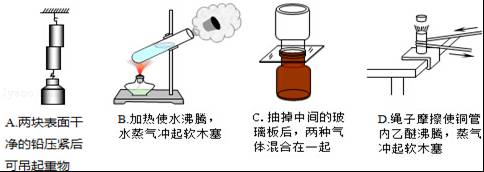 A.两块表面干
净的铅压紧后
可吊起重物
B.加热使水沸腾，
水蒸气冲起软木塞
C.抽掉中间的玻
璃板后，两种气
体混合在一起
D.绳子摩擦使铜管
内乙醚沸腾，蒸气
冲起软木塞